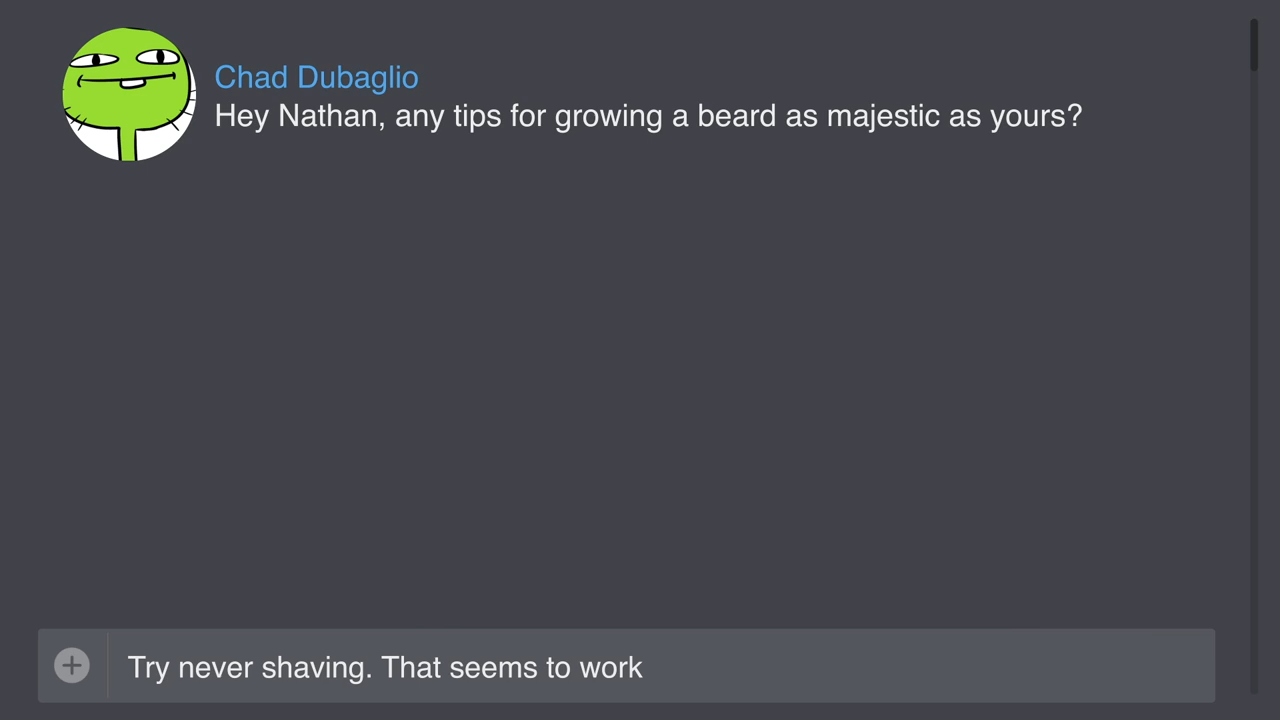 Chad Dubaglio
Hey Nathan, any tips for growing a beard as majestic as yours?
Try never shaving. That seems to work